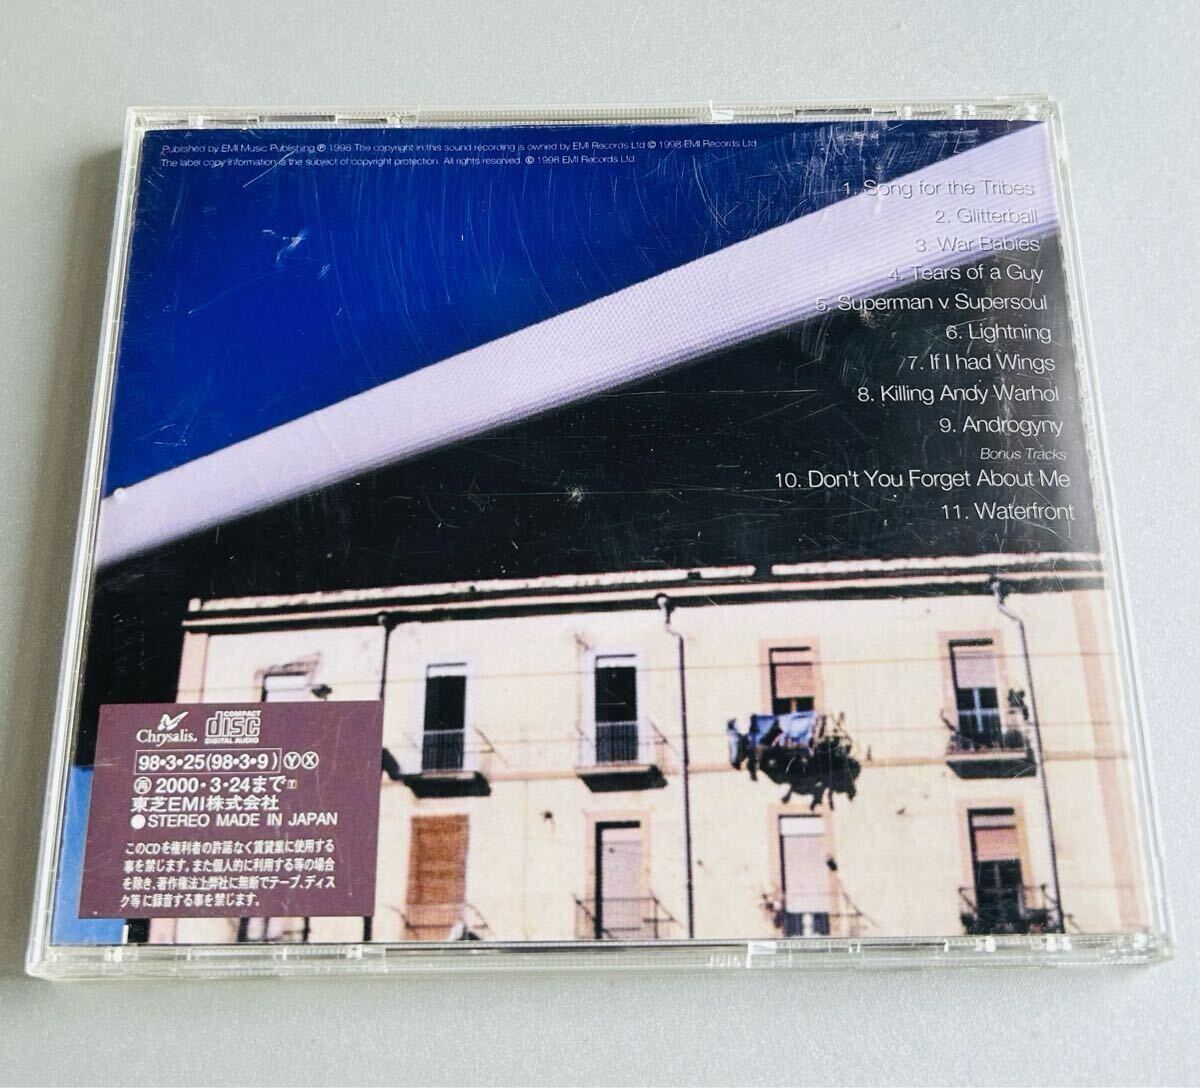 Published by EMI Music Publishing ℗ 1998 The copyright in this sound recording is owned by EMI Records Ltd © 1998 EMI Records Ltd
The label copy information is the subject of copyright protection. All rights reserved. © 1998 EMI Records Ltd
1. Song for the Tribes
2. Glitterball
3. War Babies
4. Tears of a Guy
5. Superman v Supersoul
6. Lightning
7. If I had Wings
8. Killing Andy Warhol
9. Androgyny
Bonus Tracks
10. Don't You Forget About Me
11. Waterfront
Chrysalis.
COMPACT
disc
DIGITAL AUDIO
98・3・25(98・3・9) Ⓨ Ⓧ
㊢ 2000・3・24まで
東芝EMI株式会社
●STEREO MADE IN JAPAN
このCDを権利者の許諾なく賃貸業に使用する
事を禁じます。また個人的に利用する等の場合
を除き、著作権法上弊社に無断でテープ、ディス
ク等に録音する事を禁じます。